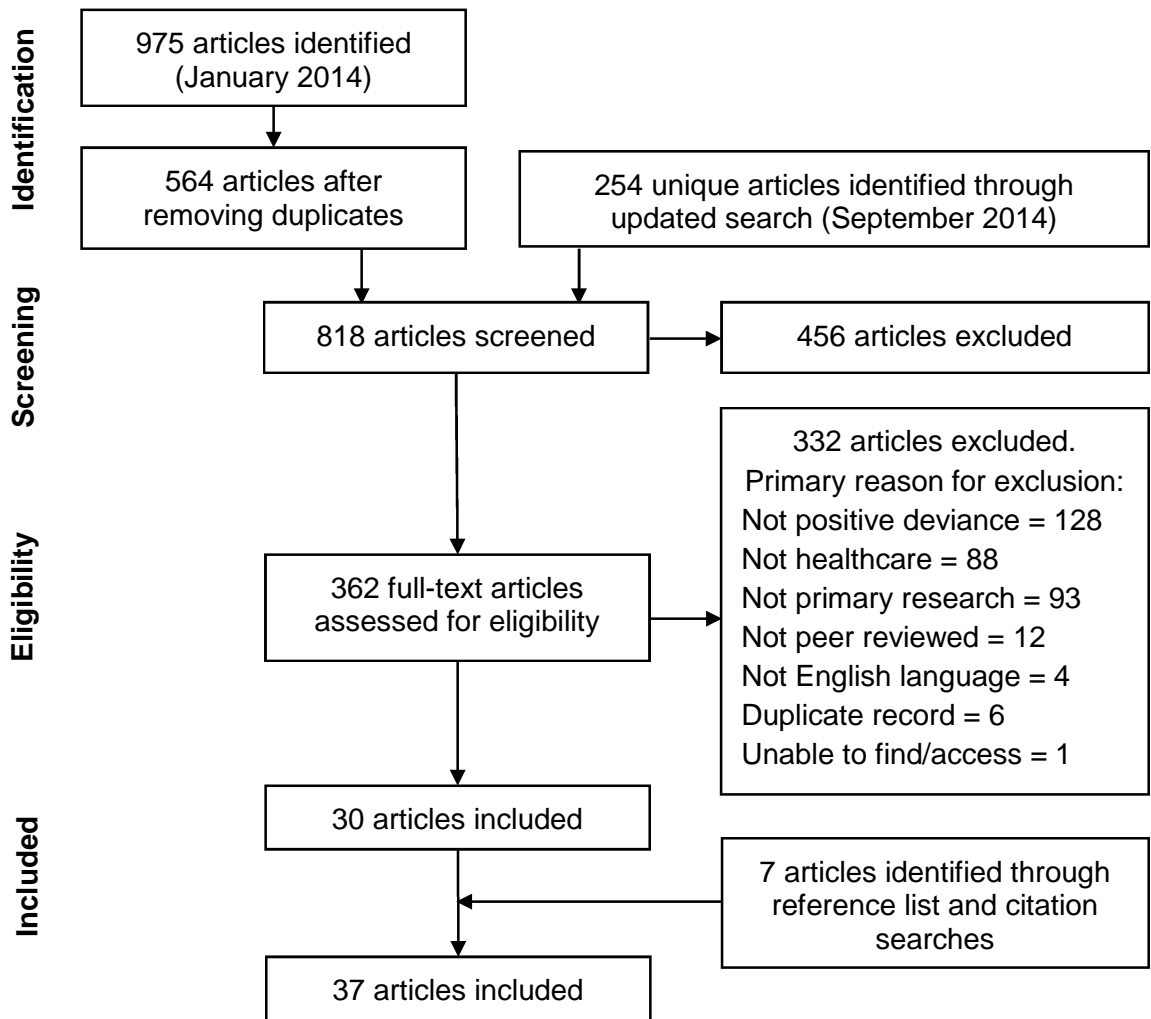 Identification
975 articles identified
(January 2014)
564 articles after
removing duplicates
254 unique articles identified through
updated search (September 2014)
Screening
818 articles screened
456 articles excluded
Eligibility
362 full-text articles
assessed for eligibility
332 articles excluded.
Primary reason for exclusion:
Not positive deviance = 128
Not healthcare = 88
Not primary research = 93
Not peer reviewed = 12
Not English language = 4
Duplicate record = 6
Unable to find/access = 1
Included
30 articles included
7 articles identified through
reference list and citation
searches
37 articles included